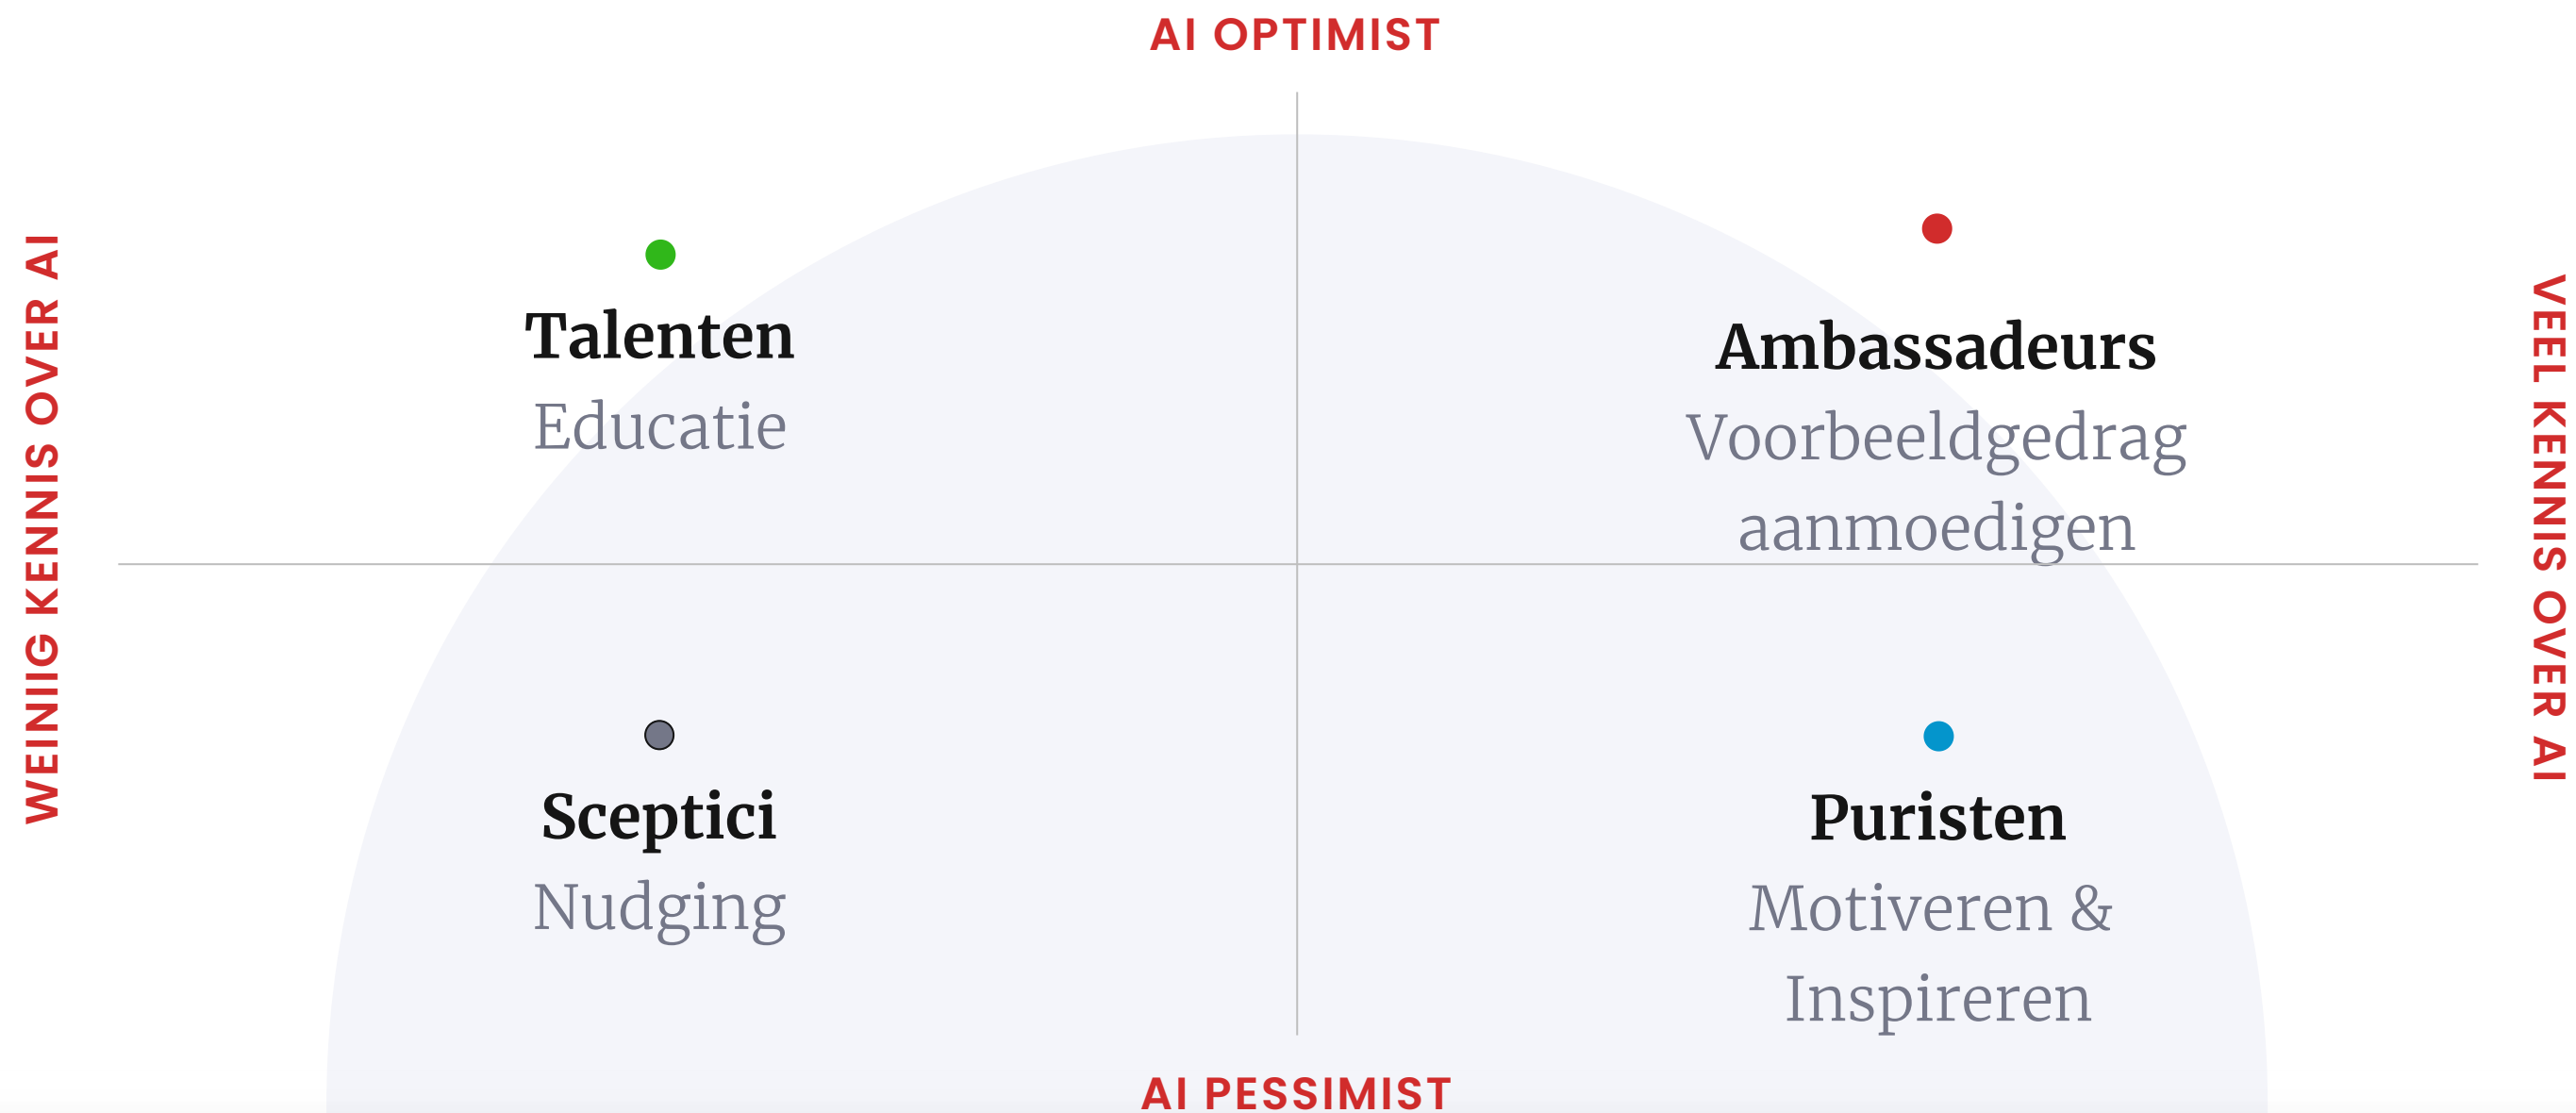 AI OPTIMIST
WEINIIG KENNIS OVER AI
VEEL KENNIS OVER AI
Talenten
Educatie
Ambassadeurs
Voorbeeldgedrag
aanmoedigen
Sceptici
Nudging
Puristen
Motiveren &
Inspireren
AI PESSIMIST